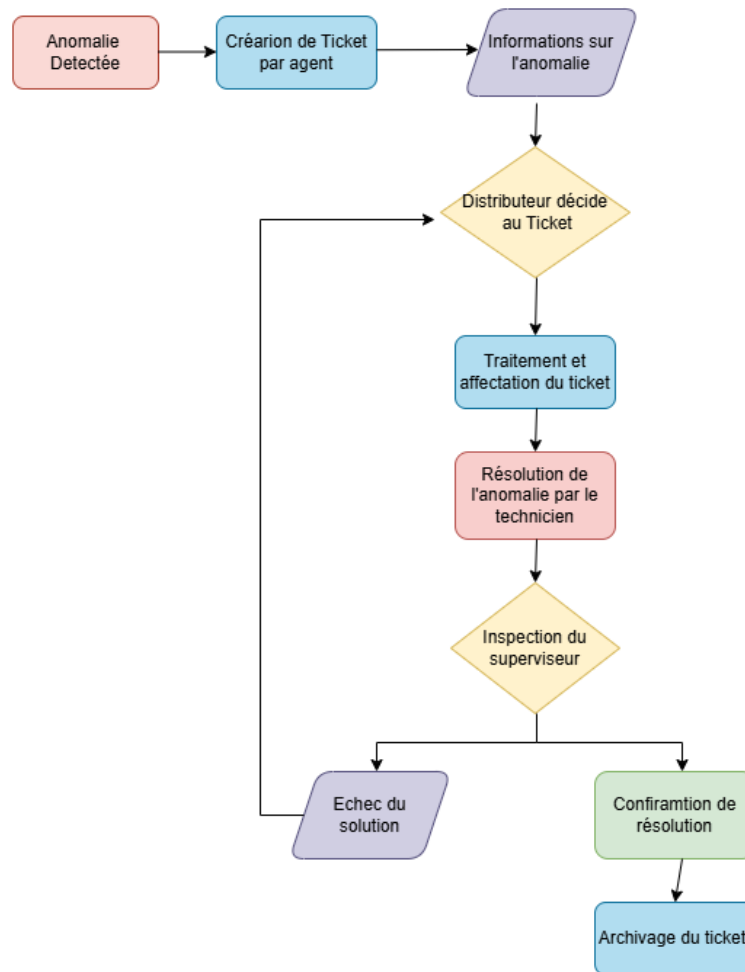 Anomalie
Detectée
Créarion de Ticket
par agent
Informations sur
l'anomalie
Distributeur décide
au Ticket
Traitement et
affectation du ticket
Résolution de
l'anomalie par le
technicien
Inspection du
superviseur
Echec du
solution
Confiramtion de
résolution
Archivage du ticket